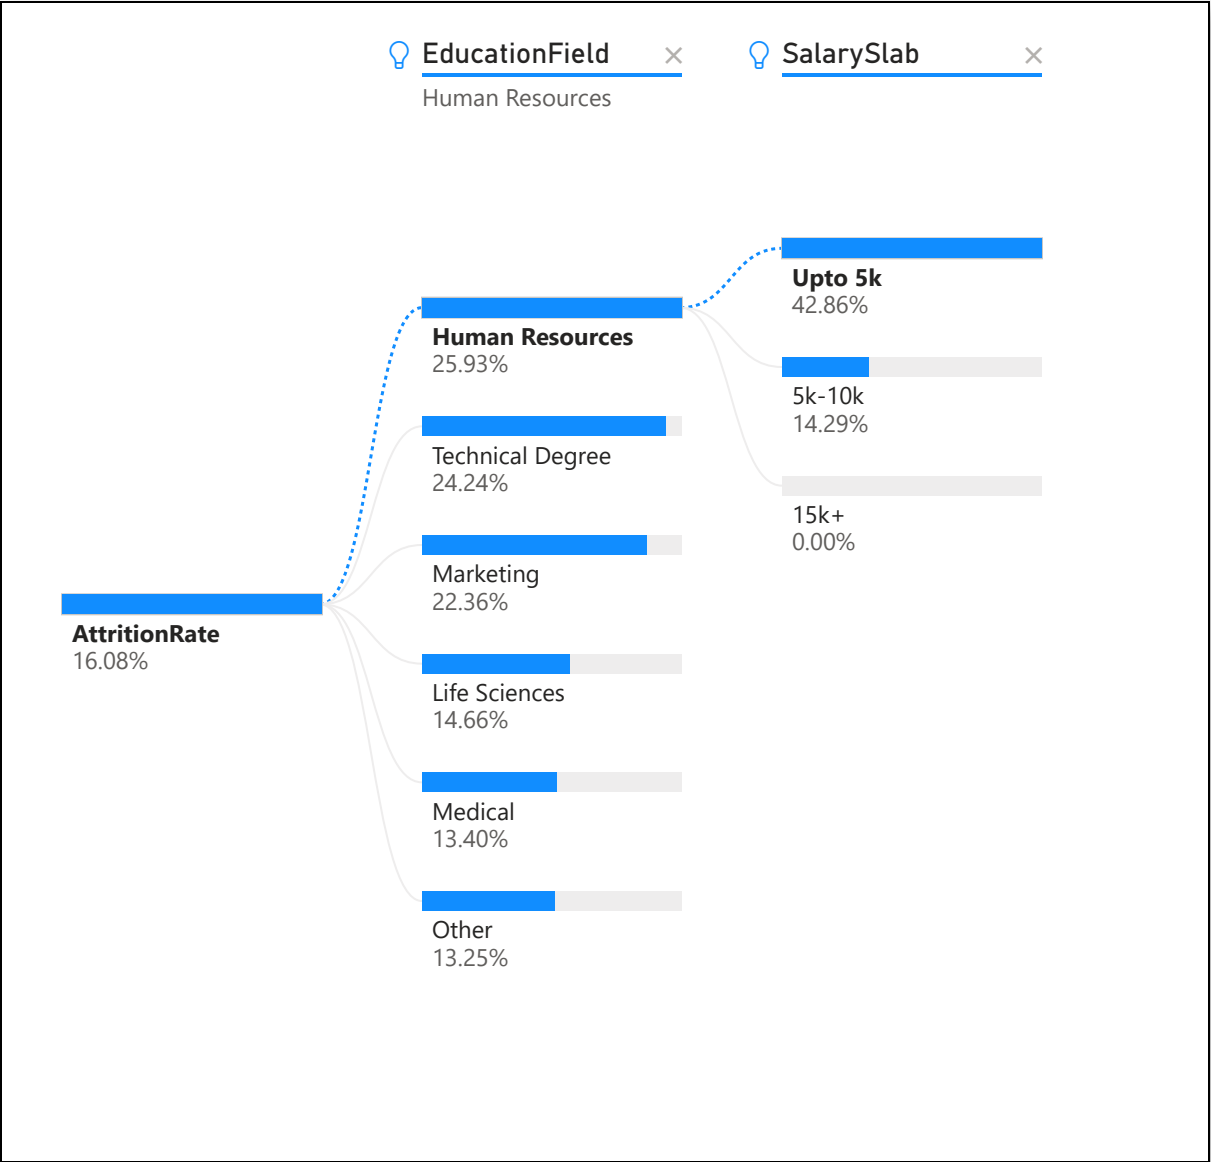 EducationField
Human Resources
SalarySlab
AttritionRate
16.08%
Human Resources
25.93%
Technical Degree
24.24%
Marketing
22.36%
Life Sciences
14.66%
Medical
13.40%
Other
13.25%
Upto 5k
42.86%
5k-10k
14.29%
15k+
0.00%